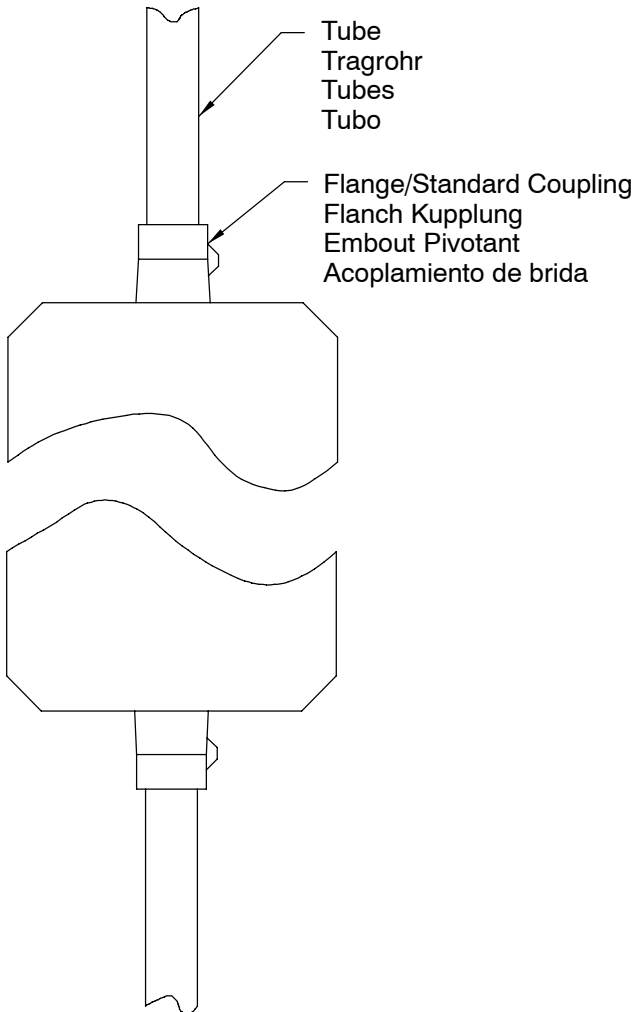 Tube
Tragrohr
Tubes
Tubo
Flange/Standard Coupling
Flanch Kupplung
Embout Pivotant
Acoplamiento de brida